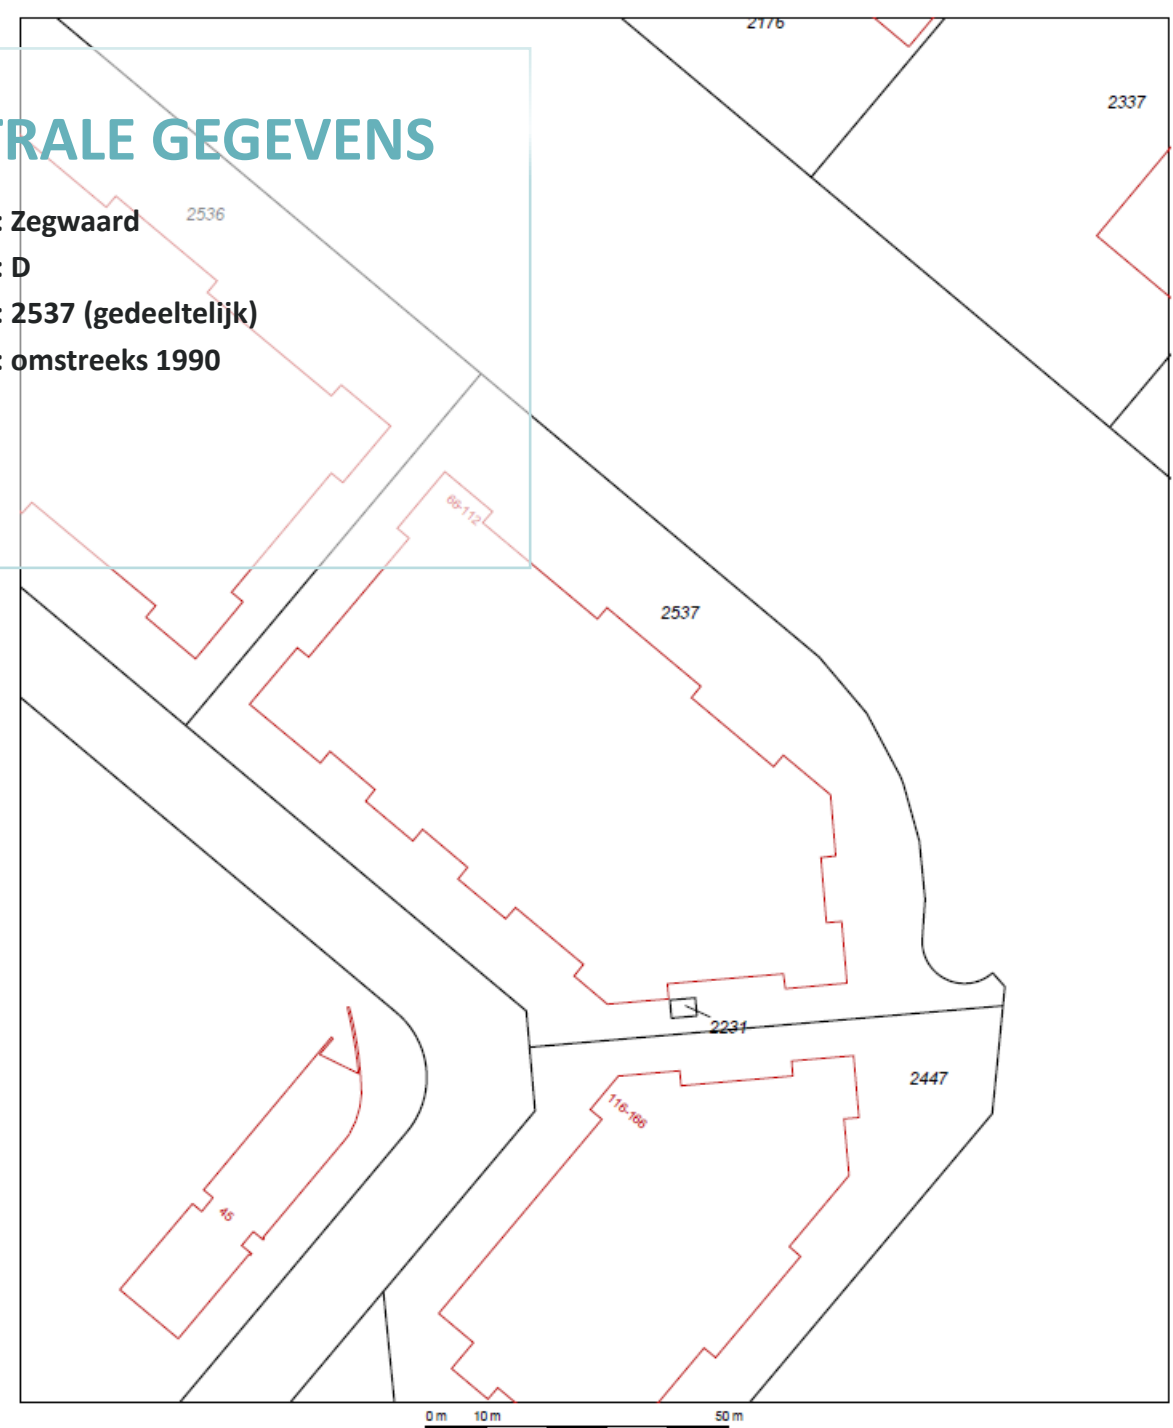 2176
2337
TRALE GEGEVENS
2536
: Zegwaard
: D
: 2537 (gedeeltelijk)
: omstreeks 1990
66-112
2537
2231
2447
116-166
45
0 m 10 m 50 m